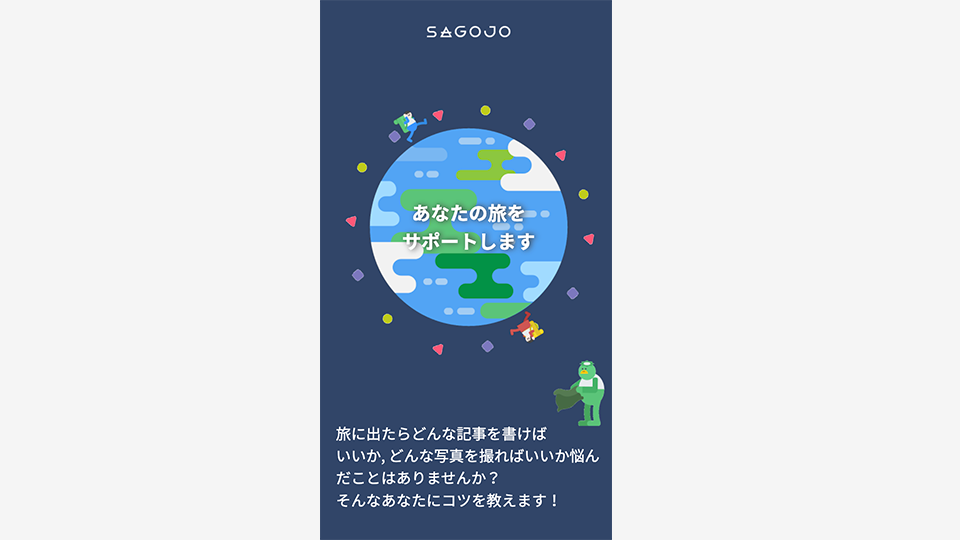 SAGOJO
あなたの旅を
サポートします
旅に出たらどんな記事を書けば
いいか, どんな写真を撮ればいいか悩ん
だことはありませんか？
そんなあなたにコツを教えます！